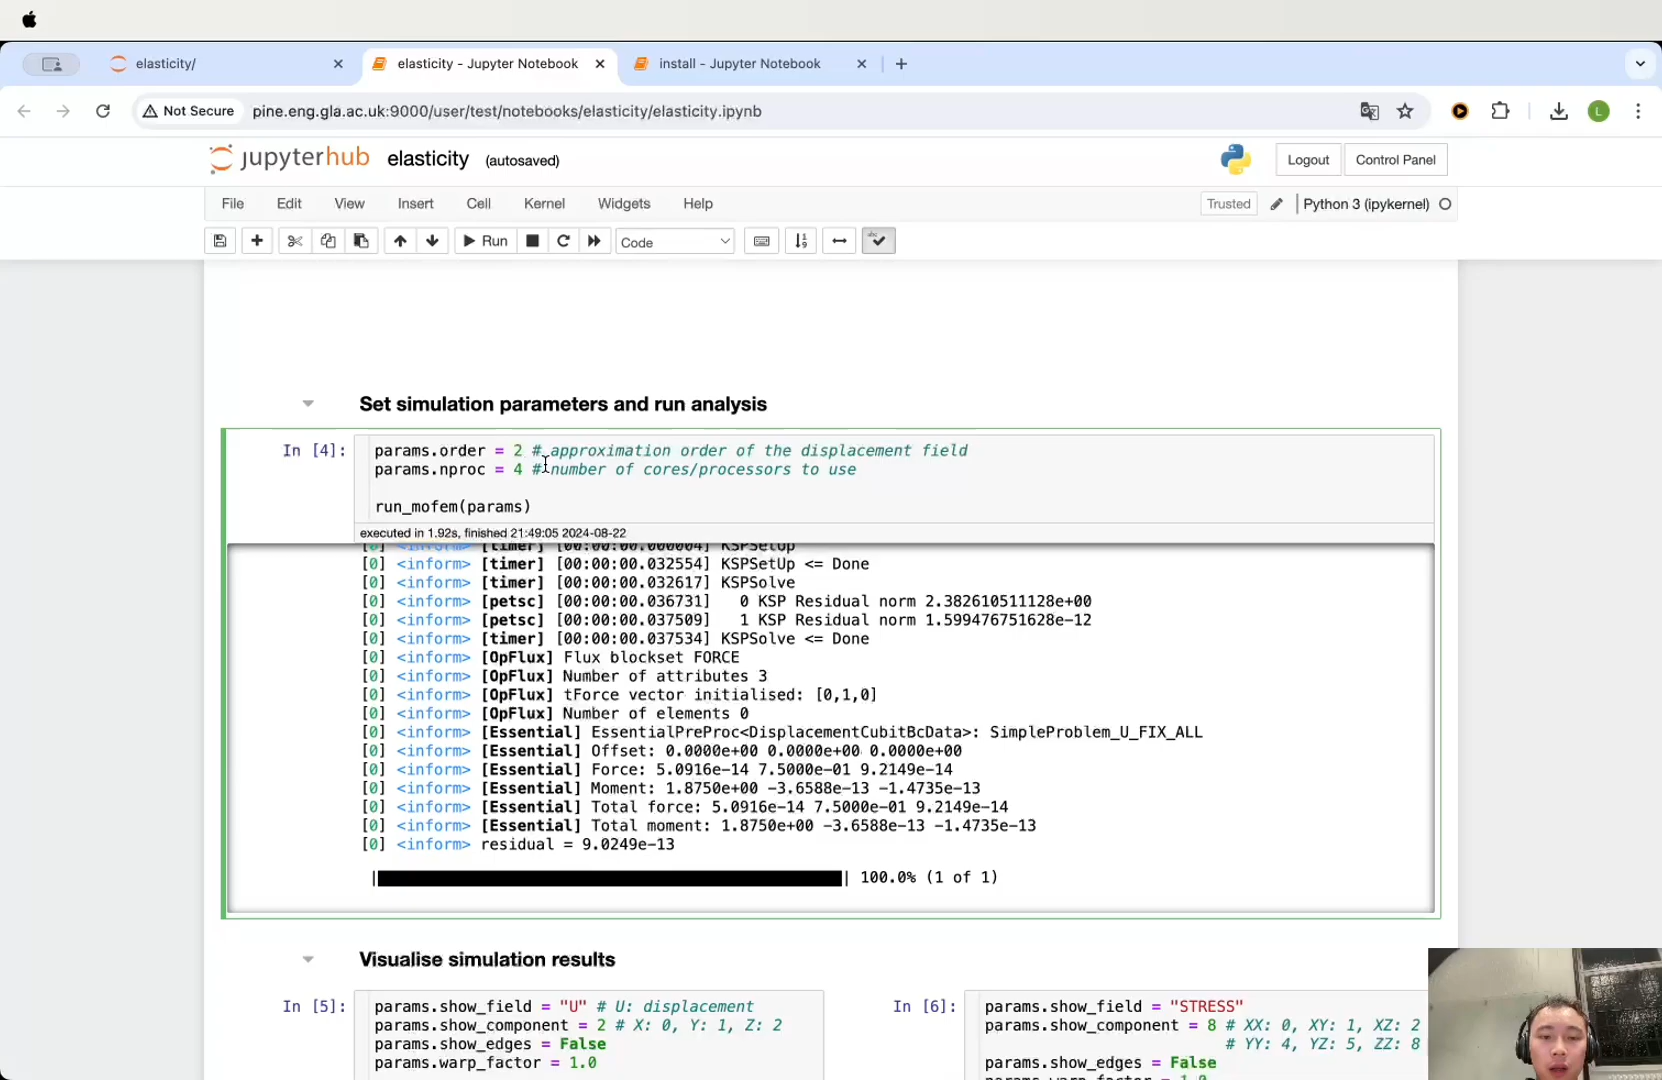 elasticity/
elasticity - Jupyter Notebook
install - Jupyter Notebook
Not Secure
pine.eng.gla.ac.uk:9000/user/test/notebooks/elasticity/elasticity.ipynb
L
jupyterhub elasticity (autosaved)
Logout
Control Panel
File Edit View Insert Cell Kernel Widgets Help
Trusted
Python 3 (ipykernel)
Run
Code
Set simulation parameters and run analysis
In [4]:
params.order = 2 # approximation order of the displacement field
params.nproc = 4 # number of cores/processors to use
run_mofem(params)
executed in 1.92s, finished 21:49:05 2024-08-22
[0] <inform> [timer] [00:00:00.000004] KSPSetUp
[0] <inform> [timer] [00:00:00.032554] KSPSetUp <= Done
[0] <inform> [timer] [00:00:00.032617] KSPSolve
[0] <inform> [petsc] [00:00:00.036731] 0 KSP Residual norm 2.382610511128e+00
[0] <inform> [petsc] [00:00:00.037509] 1 KSP Residual norm 1.599476751628e-12
[0] <inform> [timer] [00:00:00.037534] KSPSolve <= Done
[0] <inform> [OpFlux] Flux blockset FORCE
[0] <inform> [OpFlux] Number of attributes 3
[0] <inform> [OpFlux] tForce vector initialised: [0,1,0]
[0] <inform> [OpFlux] Number of elements 0
[0] <inform> [Essential] EssentialPreProc<DisplacementCubitBcData>: SimpleProblem_U_FIX_ALL
[0] <inform> [Essential] Offset: 0.0000e+00 0.0000e+00 0.0000e+00
[0] <inform> [Essential] Force: 5.0916e-14 7.5000e-01 9.2149e-14
[0] <inform> [Essential] Moment: 1.8750e+00 -3.6588e-13 -1.4735e-13
[0] <inform> [Essential] Total force: 5.0916e-14 7.5000e-01 9.2149e-14
[0] <inform> [Essential] Total moment: 1.8750e+00 -3.6588e-13 -1.4735e-13
[0] <inform> residual = 9.0249e-13
100.0% (1 of 1)
Visualise simulation results
In [5]:
params.show_field = "U" # U: displacement
params.show_component = 2 # X: 0, Y: 1, Z: 2
params.show_edges = False
params.warp_factor = 1.0
In [6]:
params.show_field = "STRESS"
params.show_component = 8 # XX: 0, XY: 1, XZ: 2
# YY: 4, YZ: 5, ZZ: 8
params.show_edges = False